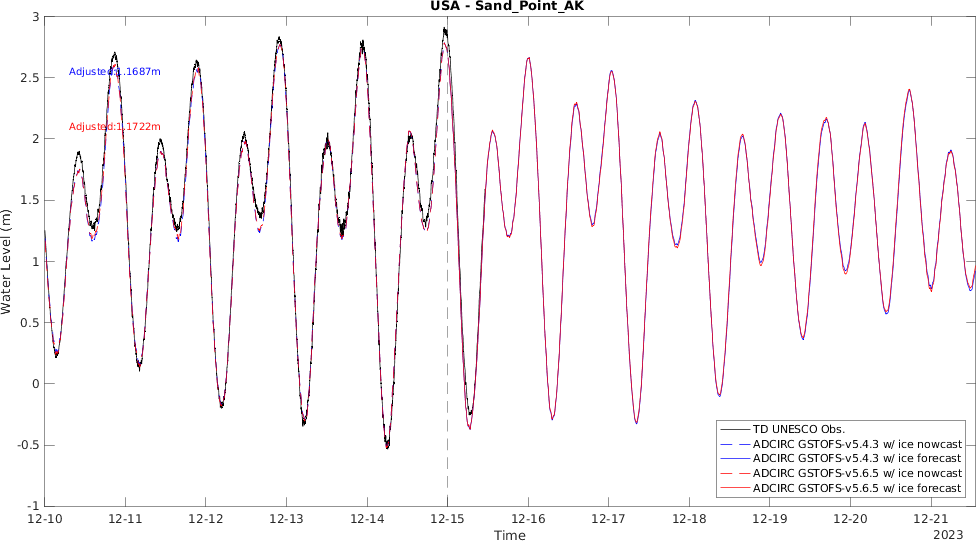 USA - Sand_Point_AK
3
2.5
2
1.5
1
0.5
0
-0.5
-1
Water Level (m)
Adjusted:1.1687m
Adjusted:1.1722m
TD UNESCO Obs.
ADCIRC GSTOFS-v5.4.3 w/ ice nowcast
ADCIRC GSTOFS-v5.4.3 w/ ice forecast
ADCIRC GSTOFS-v5.6.5 w/ ice nowcast
ADCIRC GSTOFS-v5.6.5 w/ ice forecast
12-10 12-11 12-12 12-13 12-14 12-15 12-16 12-17 12-18 12-19 12-20 12-21
Time
2023